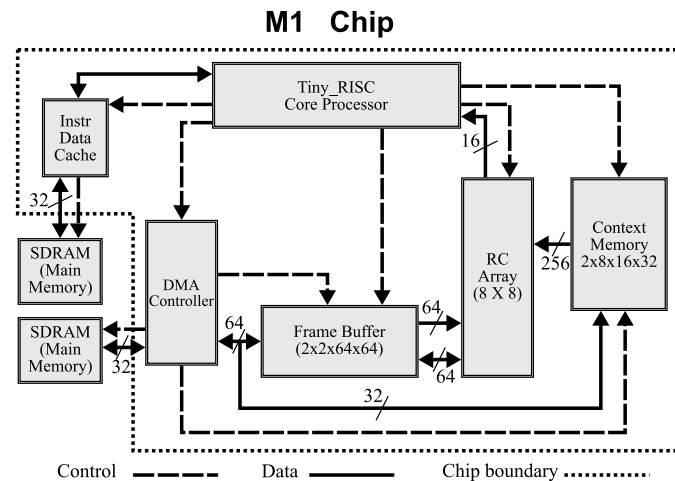 M1 Chip
Tiny_RISC
Core Processor
Instr
Data
Cache
16
32
SDRAM
(Main
Memory)
DMA
Controller
RC
Array
(8 X 8)
Context
Memory
2x8x16x32
256
SDRAM
(Main
Memory)
32
64
Frame Buffer
(2x2x64x64)
64
64
32
Control
Data
Chip boundary